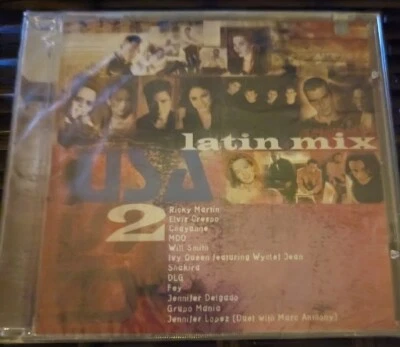 latin mix
USA
2
Ricky Martin
Elvis Crespo
Chayanne
MDO
Will Smith
Ivy Queen featuring Wyclef Jean
Shakira
DLG
Fey
Jennifer Delgado
Grupo Mania
Jennifer Lopez (Duet with Marc Anthony)